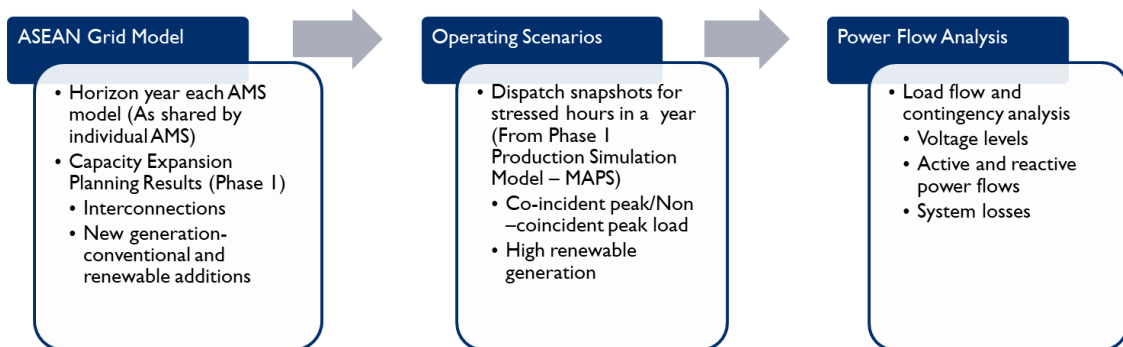 ASEAN Grid Model
• Horizon year each AMS
model (As shared by
individual AMS)
• Capacity Expansion
Planning Results (Phase 1)
• Interconnections
• New generation-
conventional and
renewable additions
Operating Scenarios
• Dispatch snapshots for
stressed hours in a  year
(From Phase 1
Production Simulation
Model – MAPS)
• Co-incident peak/Non
–coincident peak load
• High renewable
generation
Power Flow Analysis
• Load flow and
contingency analysis
• Voltage levels
• Active and reactive
power flows
• System losses